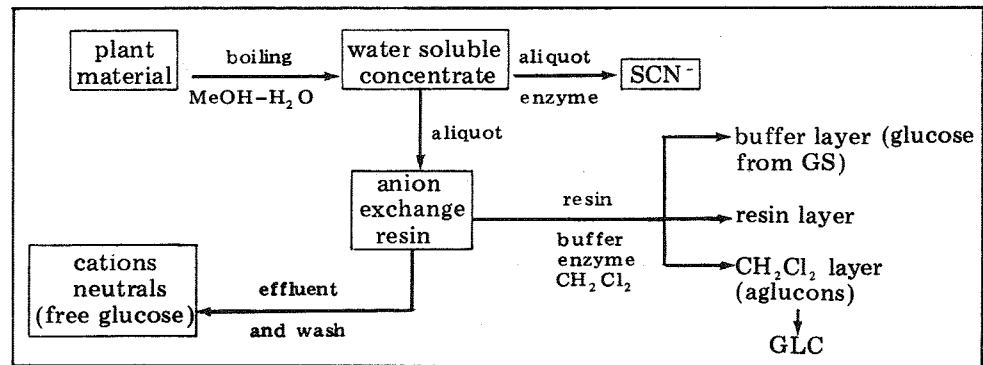 plant
material
boiling
MeOH–H₂O
water soluble
concentrate
aliquot
enzyme
SCN⁻
aliquot
anion
exchange
resin
resin
buffer
enzyme
CH₂Cl₂
buffer layer (glucose
from GS)
resin layer
CH₂Cl₂ layer
(aglucons)
GLC
effluent
and wash
cations
neutrals
(free glucose)